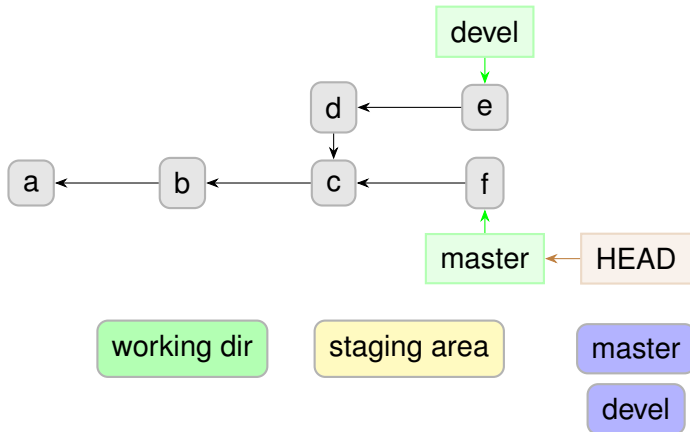 devel
d e
a b c f
master HEAD
working dir staging area master
devel